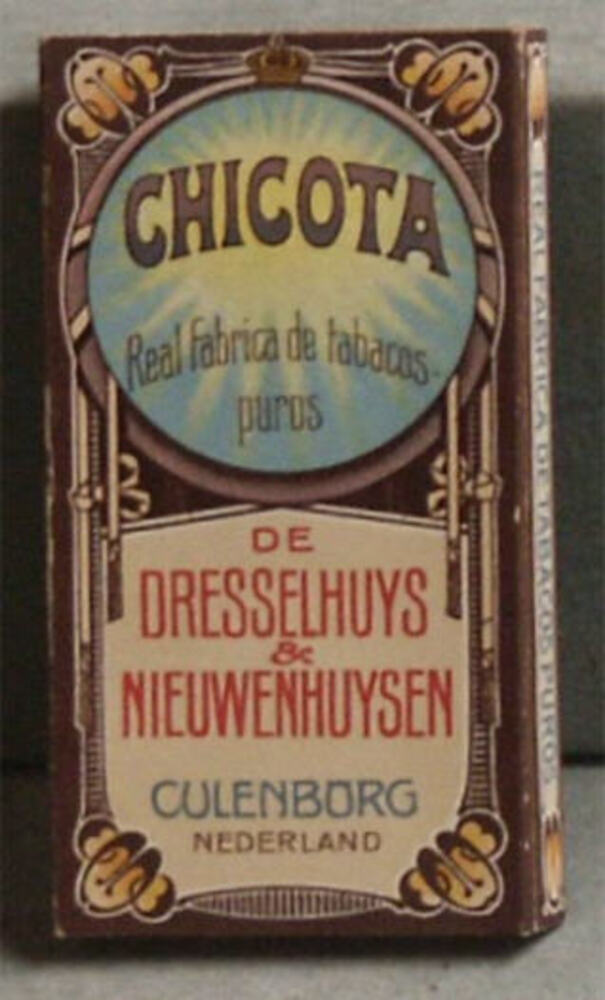 CHICOTA
Real fabrica de tabacos-
puros
DE
DRESSELHUYS
&
NIEUWENHUYSEN
CULENBORG
NEDERLAND
REAL FABRICA DE TABACOS PUROS